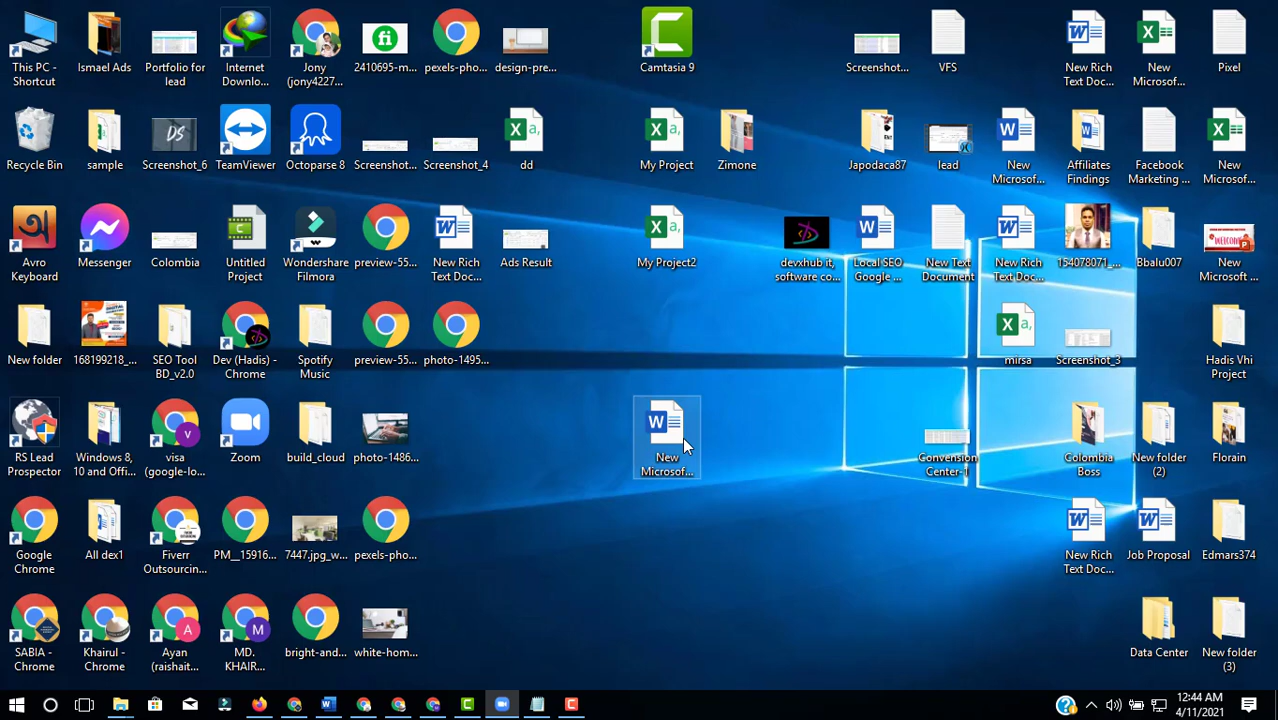 This PC -
Shortcut
Ismael Ads
Portfolio for
lead
Internet
Downlo...
Jony
(jony4227...
2410695-m...
pexels-pho...
design-pre...
Camtasia 9
Screenshot...
VFS
New Rich
Text Doc...
New
Microsof...
Pixel
Recycle Bin
sample
Screenshot_6
TeamViewer
Octoparse 8
Screenshot...
Screenshot_4
dd
My Project
Zimone
Japodaca87
lead
New
Microsof...
Affiliates
Findings
Facebook
Marketing ...
New
Microsof...
Avro
Keyboard
Messenger
Colombia
Untitled
Project
Wondershare
Filmora
preview-55...
New Rich
Text Doc...
Ads Result
My Project2
devxhub it,
software co...
Local SEO
Google ...
New Text
Document
New Rich
Text Doc...
154078071_...
Bbalu007
New
Microsoft ...
New folder
168199218_...
SEO Tool
BD_v2.0
Dev (Hadis) -
Chrome
Spotify
Music
preview-55...
photo-1495...
mirsa
Screenshot_3
Hadis Vhi
Project
RS Lead
Prospector
Windows 8,
10 and Offi...
visa
(google-lo...
Zoom
build_cloud
photo-1486...
New
Microsof...
Convension
Center-1
Colombia
Boss
New folder
(2)
Florain
Google
Chrome
All dex1
Fiverr
Outsourcin...
PM__15916...
7447.jpg_w...
pexels-pho...
New Rich
Text Doc...
Job Proposal
Edmars374
SABIA -
Chrome
Khairul -
Chrome
Ayan
(raishait...
MD.
KHAIR...
bright-and...
white-hom...
Data Center
New folder
(3)
12:44 AM
4/11/2021